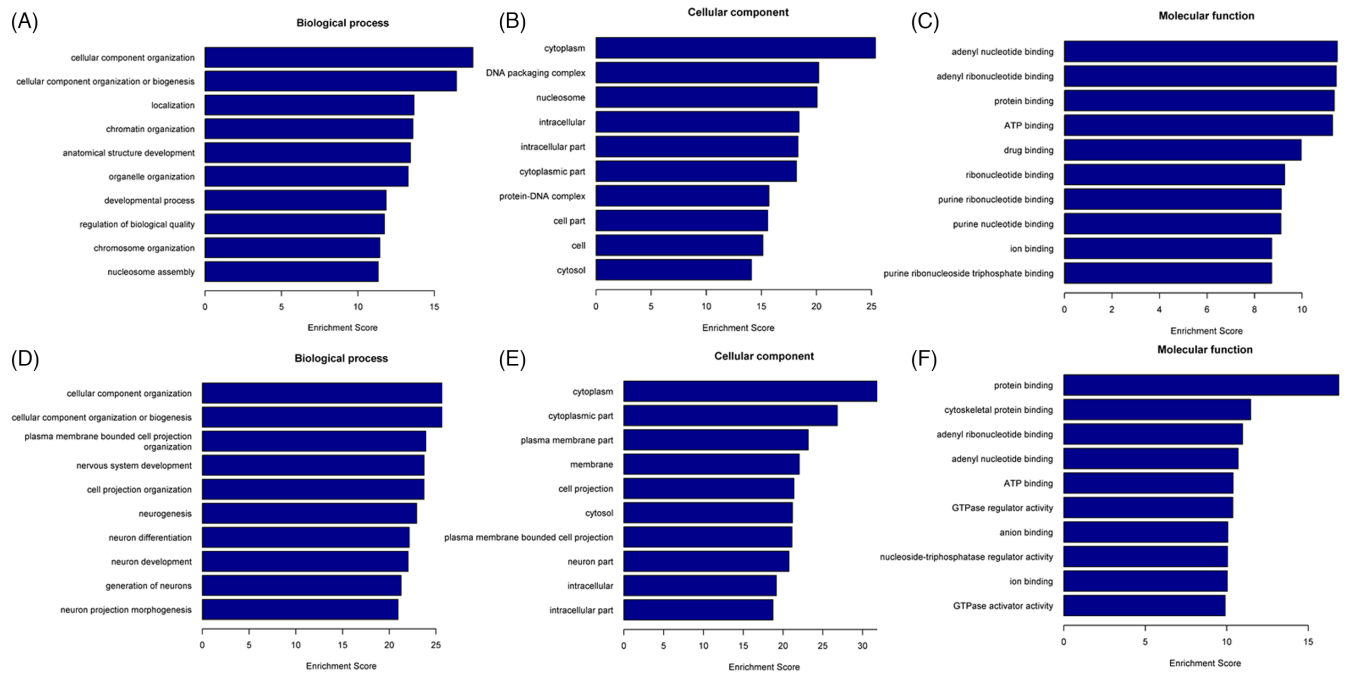 (A)
Biological process
cellular component organization
cellular component organization or biogenesis
localization
chromatin organization
anatomical structure development
organelle organization
developmental process
regulation of biological quality
chromosome organization
nucleosome assembly
0 5 10 15
Enrichment Score
(B)
Cellular component
cytoplasm
DNA packaging complex
nucleosome
intracellular
intracellular part
cytoplasmic part
protein-DNA complex
cell part
cell
cytosol
0 5 10 15 20 25
Enrichment Score
(C)
Molecular function
adenyl nucleotide binding
adenyl ribonucleotide binding
protein binding
ATP binding
drug binding
ribonucleotide binding
purine ribonucleotide binding
purine nucleotide binding
ion binding
purine ribonucleoside triphosphate binding
0 2 4 6 8 10
Enrichment Score
(D)
Biological process
cellular component organization
cellular component organization or biogenesis
plasma membrane bounded cell projection
organization
nervous system development
cell projection organization
neurogenesis
neuron differentiation
neuron development
generation of neurons
neuron projection morphogenesis
0 5 10 15 20 25
Enrichment Score
(E)
Cellular component
cytoplasm
cytoplasmic part
plasma membrane part
membrane
cell projection
cytosol
plasma membrane bounded cell projection
neuron part
intracellular
intracellular part
0 5 10 15 20 25 30
Enrichment Score
(F)
Molecular function
protein binding
cytoskeletal protein binding
adenyl ribonucleotide binding
adenyl nucleotide binding
ATP binding
GTPase regulator activity
anion binding
nucleoside-triphosphatase regulator activity
ion binding
GTPase activator activity
0 5 10 15
Enrichment Score